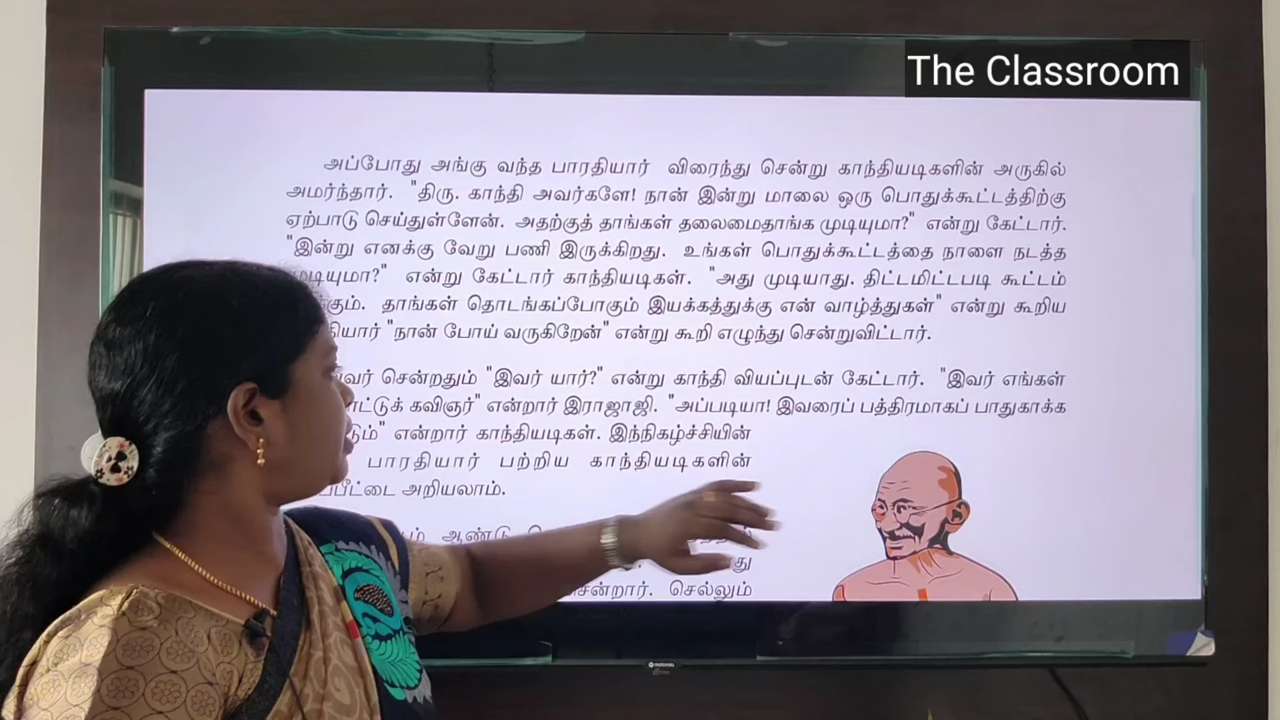 The Classroom
அப்போது அங்கு வந்த பாரதியார் விரைந்து சென்று காந்தியடிகளின் அருகில்
அமர்ந்தார். "திரு. காந்தி அவர்களே! நான் இன்று மாலை ஒரு பொதுக்கூட்டத்திற்கு
ஏற்பாடு செய்துள்ளேன். அதற்குத் தாங்கள் தலைமைதாங்க முடியுமா?" என்று கேட்டார்.
"இன்று எனக்கு வேறு பணி இருக்கிறது. உங்கள் பொதுக்கூட்டத்தை நாளை நடத்த
முடியுமா?" என்று கேட்டார் காந்தியடிகள். "அது முடியாது. திட்டமிட்டபடி கூட்டம்
தாங்கள் தொடங்கப்போகும் இயக்கத்துக்கு என் வாழ்த்துகள்" என்று கூறிய
"நான் போய் வருகிறேன்" என்று கூறி எழுந்து சென்றுவிட்டார்.
சென்றதும் "இவர் யார்?" என்று காந்தி வியப்புடன் கேட்டார். "இவர் எங்கள்
கவிஞர்" என்றார் இராஜாஜி. "அப்படியா! இவரைப் பத்திரமாகப் பாதுகாக்க
என்றார் காந்தியடிகள். இந்நிகழ்ச்சியின்
பாரதியார் பற்றிய காந்தியடிகளின்
அறியலாம்.
ஆண்டு
சென்றார். செல்லும்
motorola